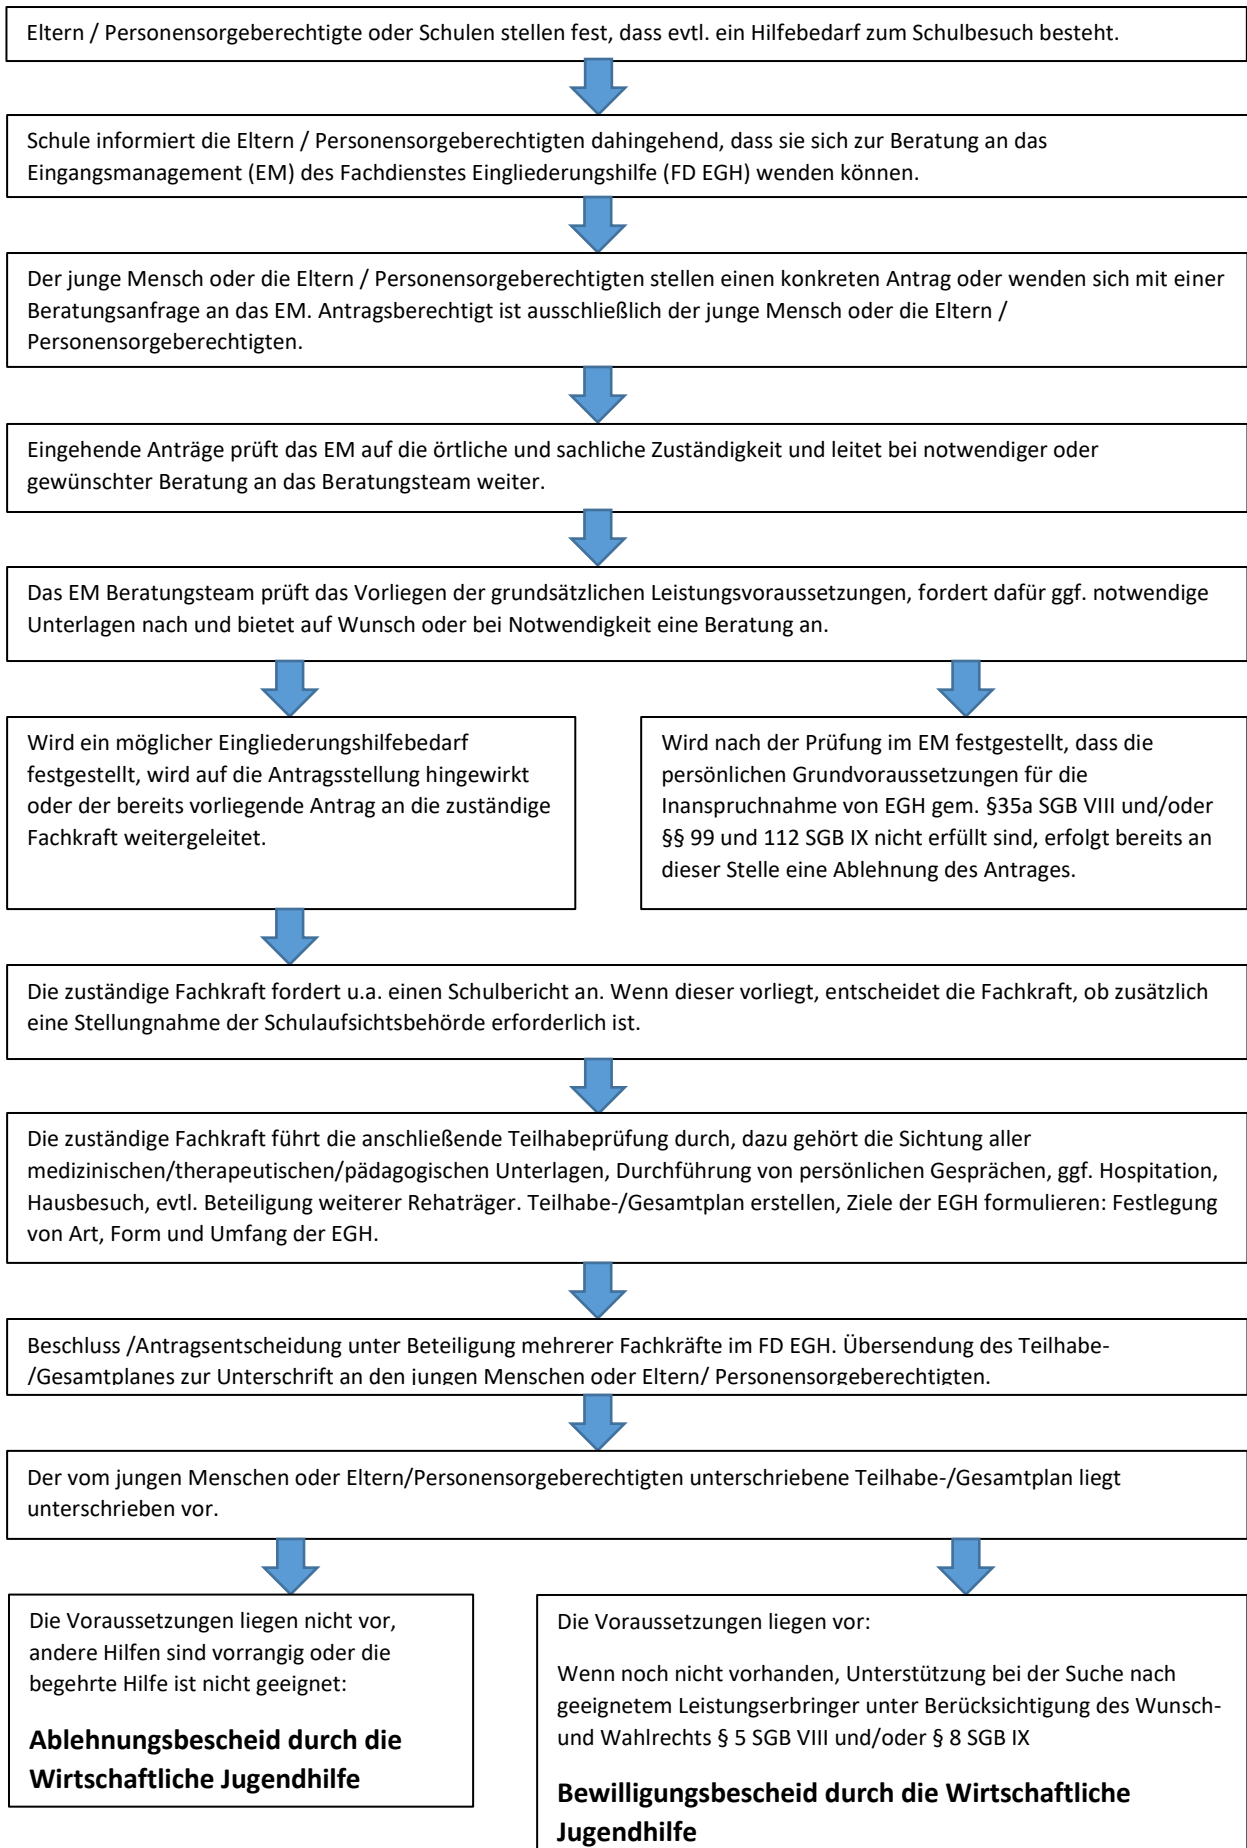 Eltern / Personensorgeberechtigte oder Schulen stellen fest, dass evtl. ein Hilfebedarf zum Schulbesuch besteht.
Schule informiert die Eltern / Personensorgeberechtigten dahingehend, dass sie sich zur Beratung an das
Eingangsmanagement (EM) des Fachdienstes Eingliederungshilfe (FD EGH) wenden können.
Der junge Mensch oder die Eltern / Personensorgeberechtigten stellen einen konkreten Antrag oder wenden sich mit einer
Beratungsanfrage an das EM. Antragsberechtigt ist ausschließlich der junge Mensch oder die Eltern /
Personensorgeberechtigten.
Eingehende Anträge prüft das EM auf die örtliche und sachliche Zuständigkeit und leitet bei notwendiger oder
gewünschter Beratung an das Beratungsteam weiter.
Das EM Beratungsteam prüft das Vorliegen der grundsätzlichen Leistungsvoraussetzungen, fordert dafür ggf. notwendige
Unterlagen nach und bietet auf Wunsch oder bei Notwendigkeit eine Beratung an.
Wird ein möglicher Eingliederungshilfebedarf
festgestellt, wird auf die Antragsstellung hingewirkt
oder der bereits vorliegende Antrag an die zuständige
Fachkraft weitergeleitet.
Wird nach der Prüfung im EM festgestellt, dass die
persönlichen Grundvoraussetzungen für die
Inanspruchnahme von EGH gem. §35a SGB VIII und/oder
§§ 99 und 112 SGB IX nicht erfüllt sind, erfolgt bereits an
dieser Stelle eine Ablehnung des Antrages.
Die zuständige Fachkraft fordert u.a. einen Schulbericht an. Wenn dieser vorliegt, entscheidet die Fachkraft, ob zusätzlich
eine Stellungnahme der Schulaufsichtsbehörde erforderlich ist.
Die zuständige Fachkraft führt die anschließende Teilhabeprüfung durch, dazu gehört die Sichtung aller
medizinischen/therapeutischen/pädagogischen Unterlagen, Durchführung von persönlichen Gesprächen, ggf. Hospitation,
Hausbesuch, evtl. Beteiligung weiterer Rehaträger. Teilhabe-/Gesamtplan erstellen, Ziele der EGH formulieren: Festlegung
von Art, Form und Umfang der EGH.
Beschluss /Antragsentscheidung unter Beteiligung mehrerer Fachkräfte im FD EGH. Übersendung des Teilhabe-
/Gesamtplanes zur Unterschrift an den jungen Menschen oder Eltern/ Personensorgeberechtigten.
Der vom jungen Menschen oder Eltern/Personensorgeberechtigten unterschriebene Teilhabe-/Gesamtplan liegt
unterschrieben vor.
Die Voraussetzungen liegen nicht vor,
andere Hilfen sind vorrangig oder die
begehrte Hilfe ist nicht geeignet:
Ablehnungsbescheid durch die
Wirtschaftliche Jugendhilfe
Die Voraussetzungen liegen vor:
Wenn noch nicht vorhanden, Unterstützung bei der Suche nach
geeignetem Leistungserbringer unter Berücksichtigung des Wunsch-
und Wahlrechts § 5 SGB VIII und/oder § 8 SGB IX
Bewilligungsbescheid durch die Wirtschaftliche
Jugendhilfe